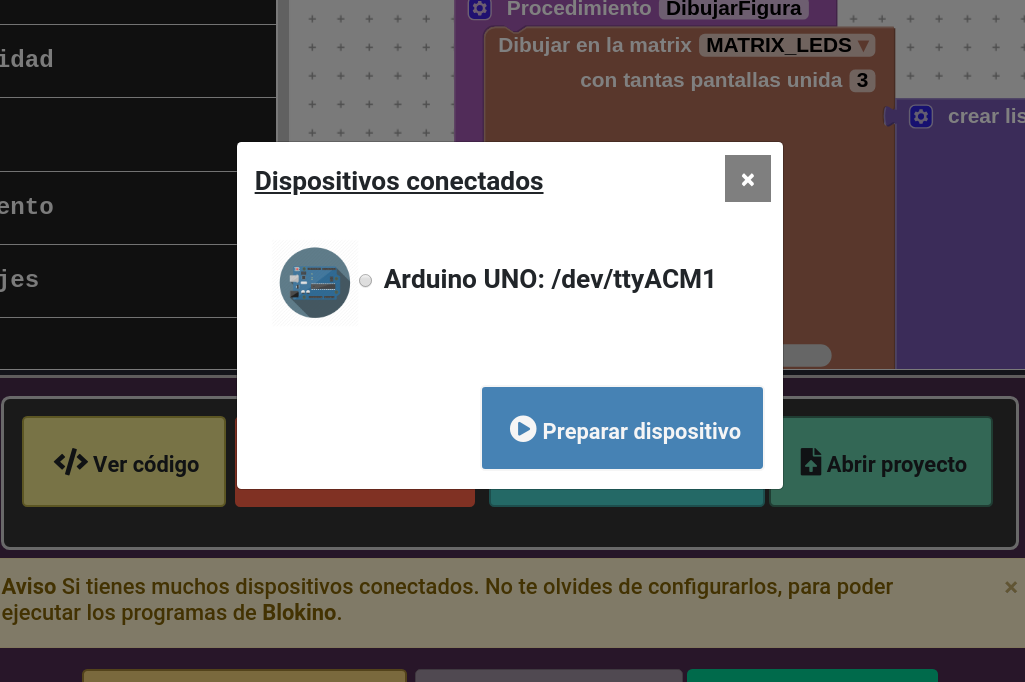 Procedimiento DibujarFigura
Dibujar en la matrix MATRIX_LEDS ▾
con tantas pantallas unida 3
crear lis
idad
ento
jes
Dispositivos conectados
×
Arduino UNO: /dev/ttyACM1
Preparar dispositivo
</> Ver código
Abrir proyecto
Aviso Si tienes muchos dispositivos conectados. No te olvides de configurarlos, para poder
ejecutar los programas de Blokino.
×